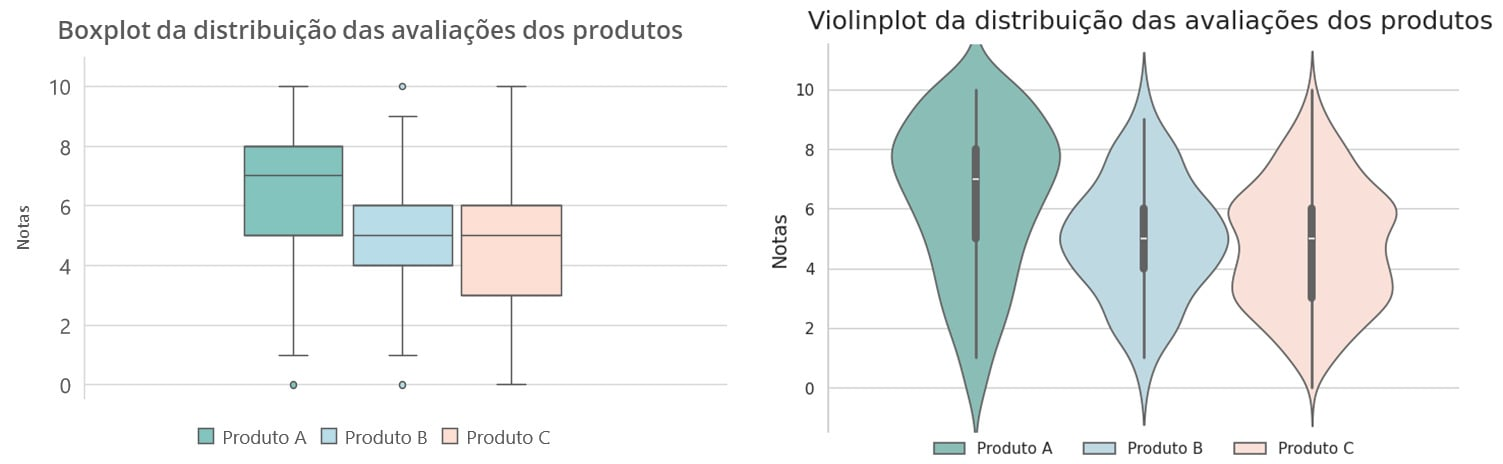 Boxplot da distribuição das avaliações dos produtos
Notas
10
8
6
4
2
0
Produto A Produto B Produto C
Violinplot da distribuição das avaliações dos produtos
Notas
10
8
6
4
2
0
Produto A Produto B Produto C